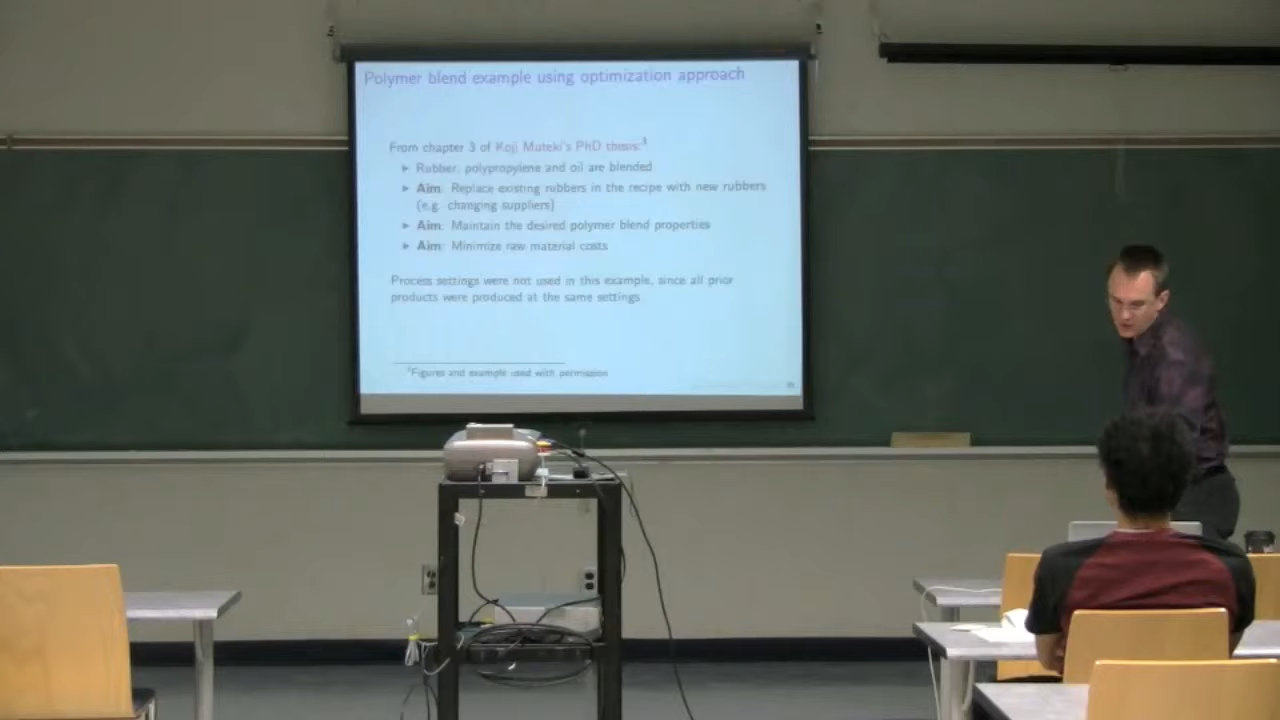 Polymer blend example using optimization approach
From chapter 3 of Koji Muteki's PhD thesis:³
► Rubber, polypropylene and oil are blended
► Aim: Replace existing rubbers in the recipe with new rubbers
(e.g. changing suppliers)
► Aim: Maintain the desired polymer blend properties
► Aim: Minimize raw material costs
Process settings were not used in this example, since all prior
products were produced at the same settings
Figures and example used with permission